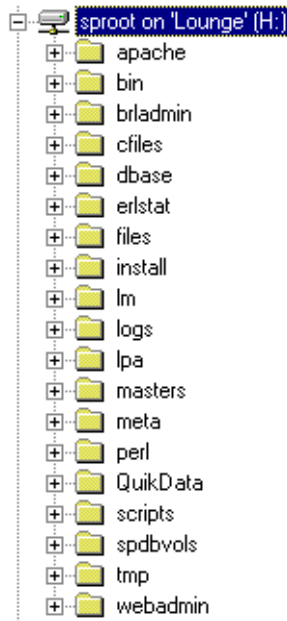 sproot on 'Lounge' (H:)
apache
bin
brladmin
cfiles
dbase
erlstat
files
install
lm
logs
lpa
masters
meta
perl
QuikData
scripts
spdbvols
tmp
webadmin